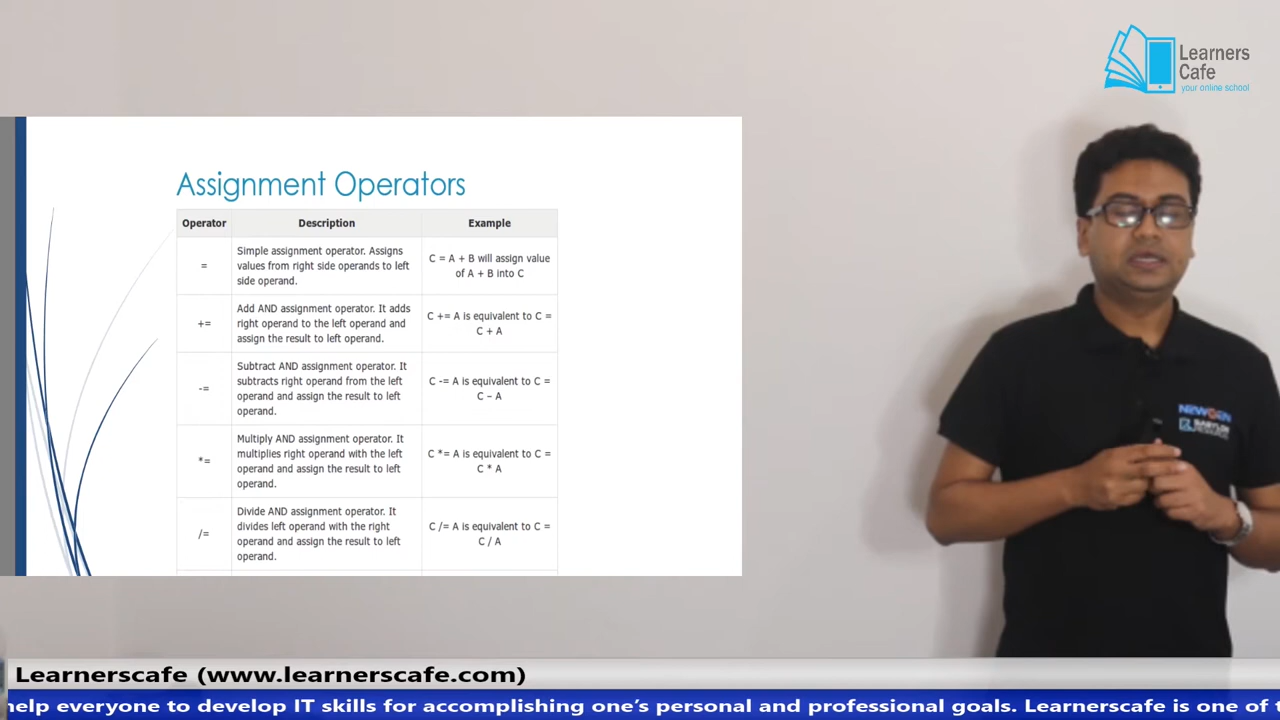 Learners
Cafe
your online school
Assignment Operators
Operator Description Example
=
Simple assignment operator. Assigns
values from right side operands to left
side operand.
C = A + B will assign value
of A + B into C
+=
Add AND assignment operator. It adds
right operand to the left operand and
assign the result to left operand.
C += A is equivalent to C =
C + A
-=
Subtract AND assignment operator. It
subtracts right operand from the left
operand and assign the result to left
operand.
C -= A is equivalent to C =
C – A
*=
Multiply AND assignment operator. It
multiplies right operand with the left
operand and assign the result to left
operand.
C *= A is equivalent to C =
C * A
/=
Divide AND assignment operator. It
divides left operand with the right
operand and assign the result to left
operand.
C /= A is equivalent to C =
C / A
NEWGEN
Learnerscafe (www.learnerscafe.com)
help everyone to develop IT skills for accomplishing one’s personal and professional goals. Learnerscafe is one of